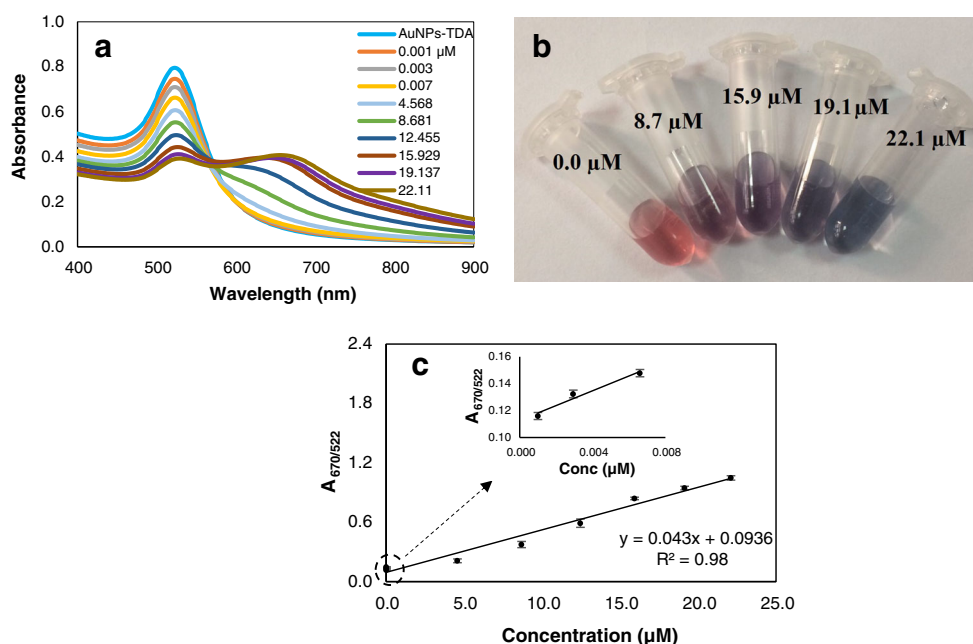 a
1.0
0.8
0.6
0.4
0.2
0.0
Absorbance
400 500 600 700 800 900
Wavelength (nm)
AuNPs-TDA
0.001 µM
0.003
0.007
4.568
8.681
12.455
15.929
19.137
22.11
b
0.0 µM
8.7 µM
15.9 µM
19.1 µM
22.1 µM
c
2.4
1.8
1.2
0.6
0.0
A670/522
0.0 5.0 10.0 15.0 20.0 25.0
Concentration (µM)
0.16
0.14
0.12
0.10
A670/522
0.000 0.004 0.008
Conc (µM)
y = 0.043x + 0.0936
R² = 0.98